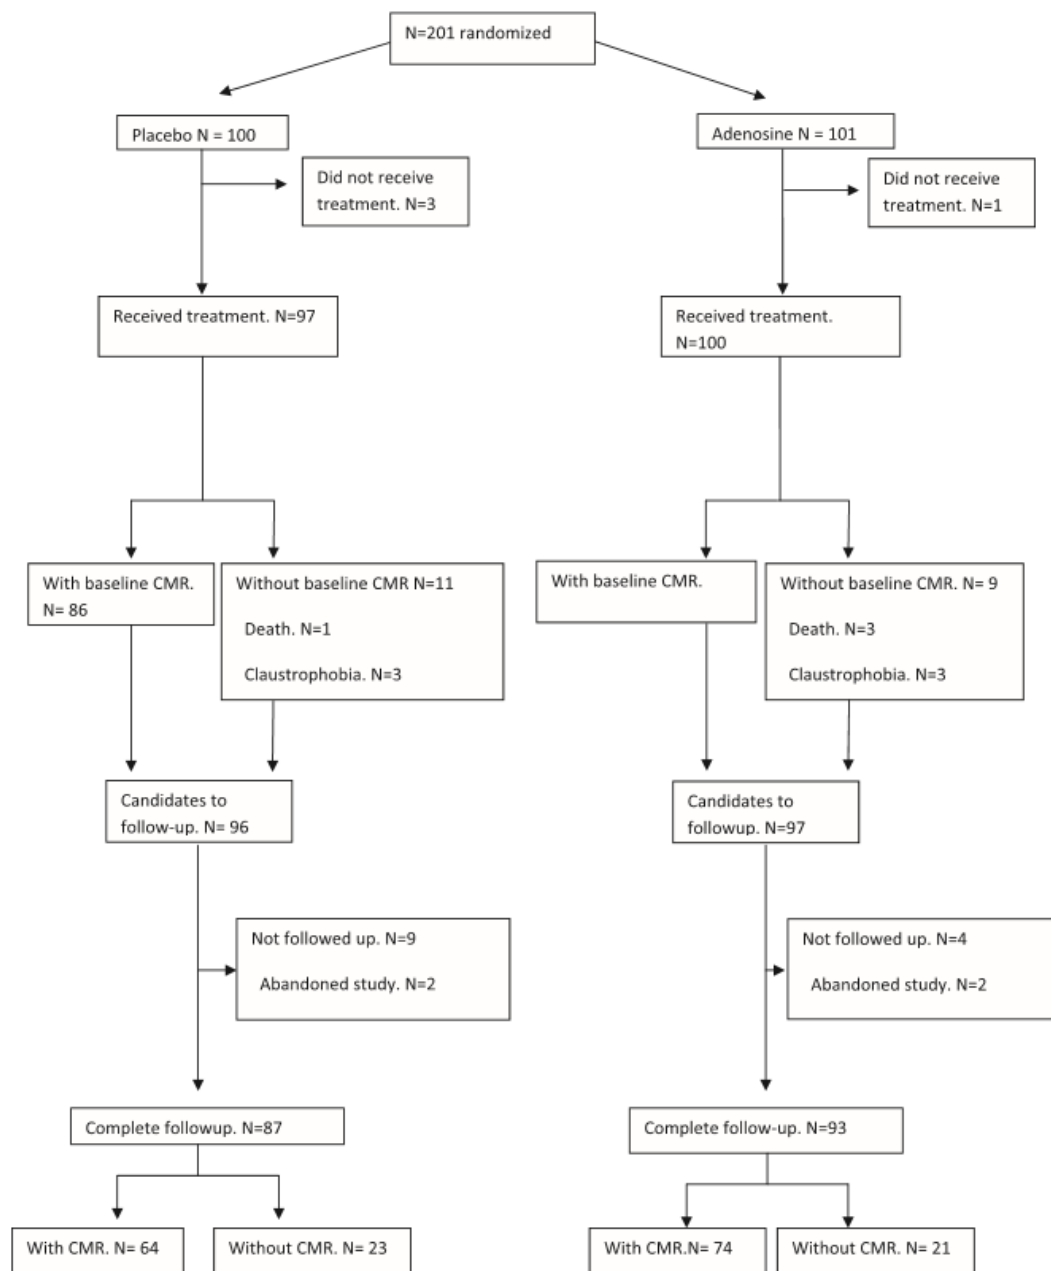 N=201 randomized
Placebo N = 100
Adenosine N = 101
Did not receive
treatment. N=3
Did not receive
treatment. N=1
Received treatment. N=97
Received treatment.
N=100
With baseline CMR.
N= 86
Without baseline CMR N=11
Death. N=1
Claustrophobia. N=3
With baseline CMR.
Without baseline CMR. N= 9
Death. N=3
Claustrophobia. N=3
Candidates to
follow-up. N= 96
Candidates to
followup. N=97
Not followed up. N=9
Abandoned study. N=2
Not followed up. N=4
Abandoned study. N=2
Complete followup. N=87
Complete follow-up. N=93
With CMR. N= 64
Without CMR. N= 23
With CMR.N= 74
Without CMR. N= 21